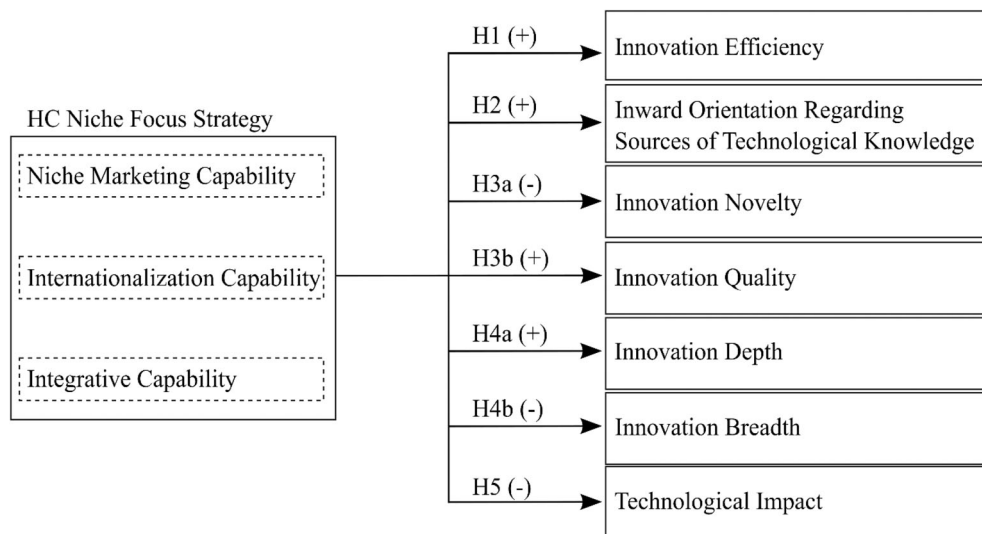 HC Niche Focus Strategy
Niche Marketing Capability
Internationalization Capability
Integrative Capability
H1 (+)
Innovation Efficiency
H2 (+)
Inward Orientation Regarding
Sources of Technological Knowledge
H3a (-)
Innovation Novelty
H3b (+)
Innovation Quality
H4a (+)
Innovation Depth
H4b (-)
Innovation Breadth
H5 (-)
Technological Impact